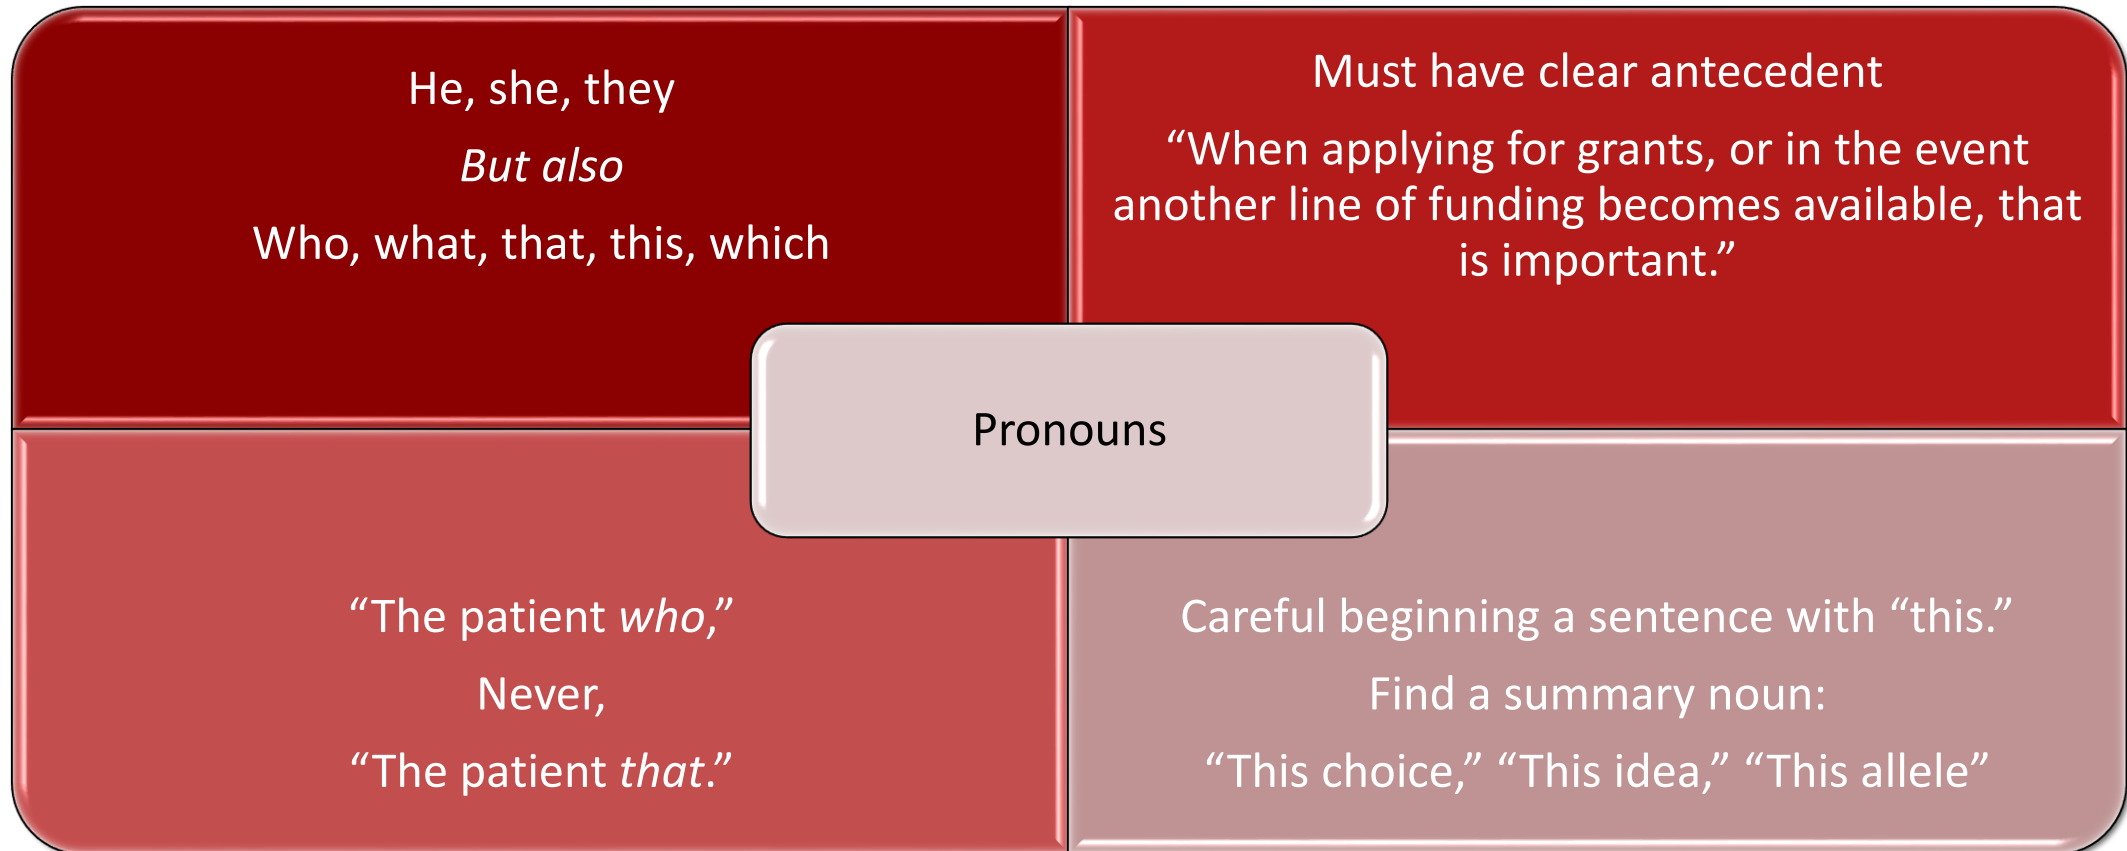 He, she, they
But also
Who, what, that, this, which
Must have clear antecedent
“When applying for grants, or in the event
another line of funding becomes available, that
is important.”
Pronouns
“The patient who,”
Never,
“The patient that.”
Careful beginning a sentence with “this.”
Find a summary noun:
“This choice,” “This idea,” “This allele”